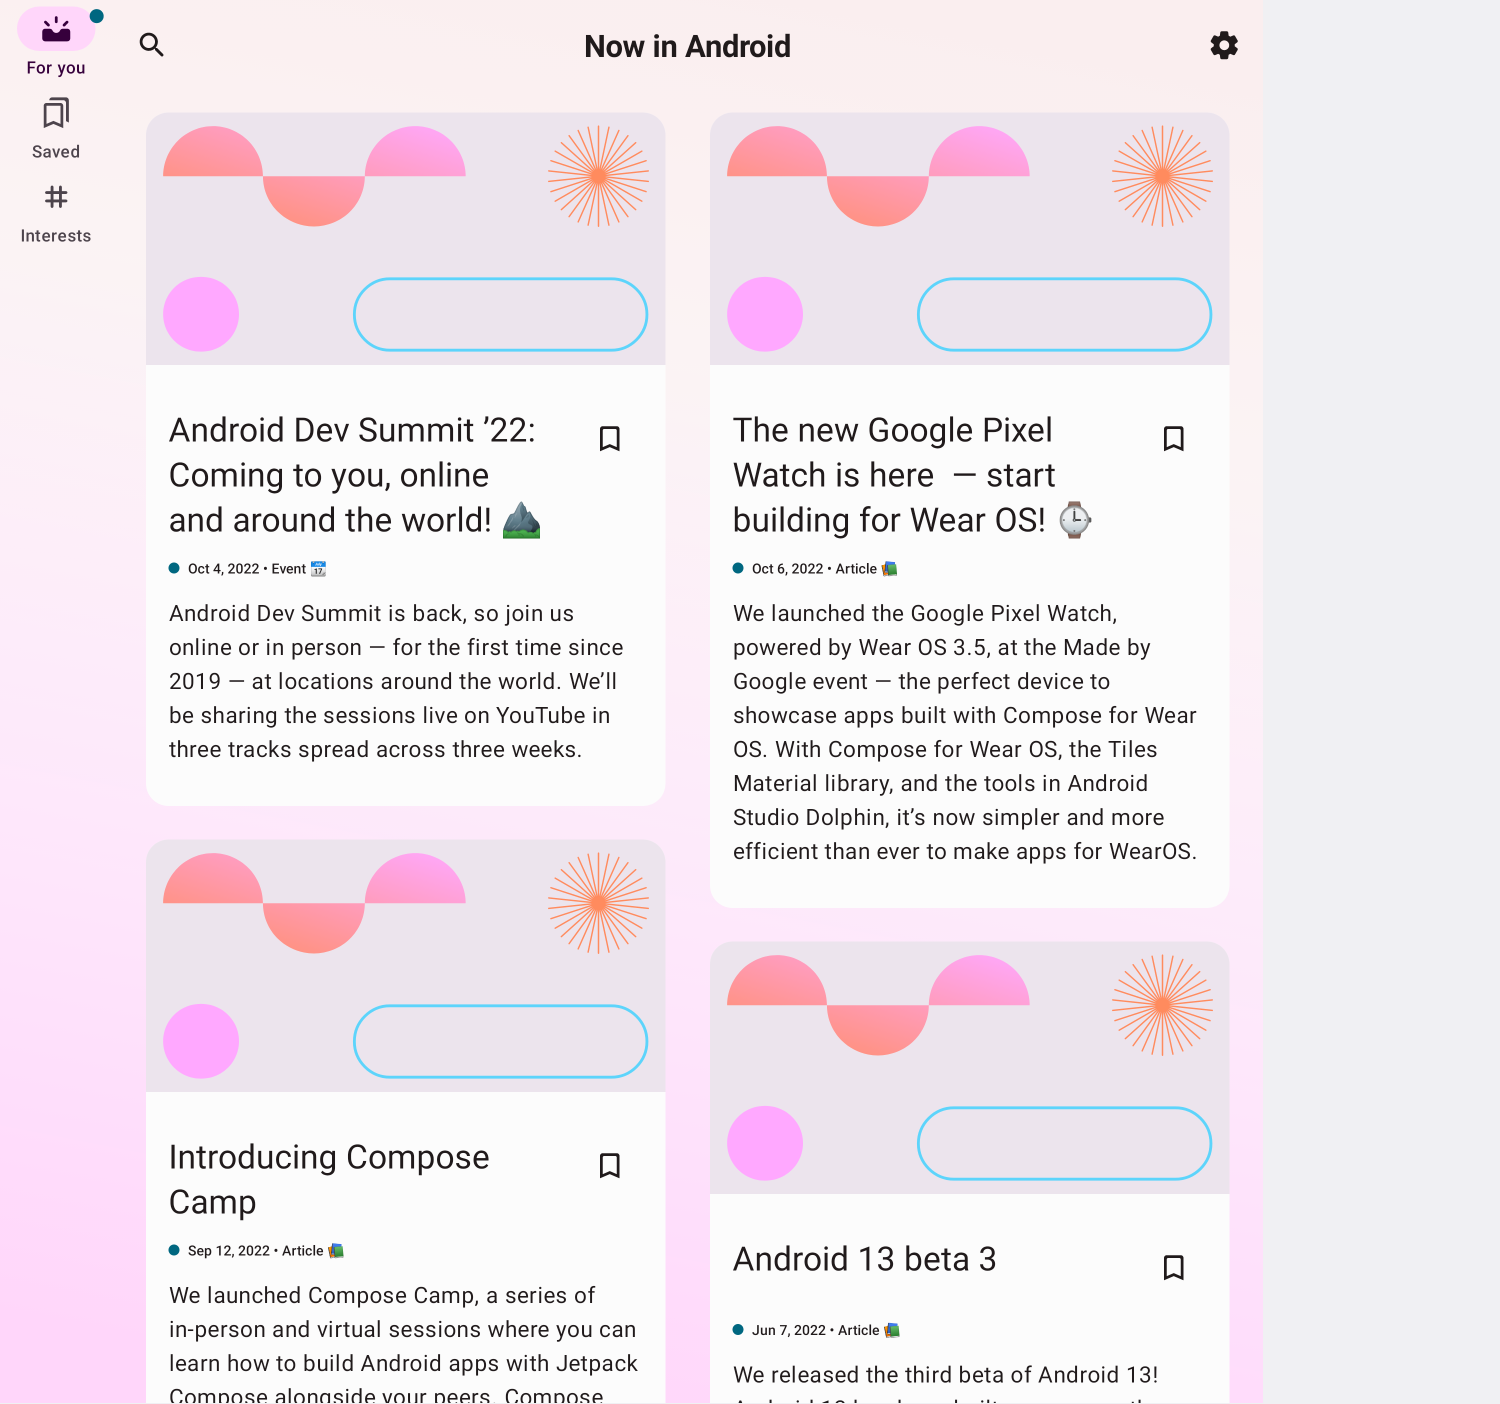 Now in Android
For you
Saved
Interests
Android Dev Summit ’22:
Coming to you, online
and around the world! ⛰️
Oct 4, 2022 • Event 📆
Android Dev Summit is back, so join us
online or in person — for the first time since
2019 — at locations around the world. We’ll
be sharing the sessions live on YouTube in
three tracks spread across three weeks.
The new Google Pixel
Watch is here  — start
building for Wear OS! ⌚
Oct 6, 2022 • Article 📚
We launched the Google Pixel Watch,
powered by Wear OS 3.5, at the Made by
Google event — the perfect device to
showcase apps built with Compose for Wear
OS. With Compose for Wear OS, the Tiles
Material library, and the tools in Android
Studio Dolphin, it’s now simpler and more
efficient than ever to make apps for WearOS.
Introducing Compose
Camp
Sep 12, 2022 • Article 📚
We launched Compose Camp, a series of
in-person and virtual sessions where you can
learn how to build Android apps with Jetpack
Compose alongside your peers. Compose
Android 13 beta 3
Jun 7, 2022 • Article 📚
We released the third beta of Android 13!